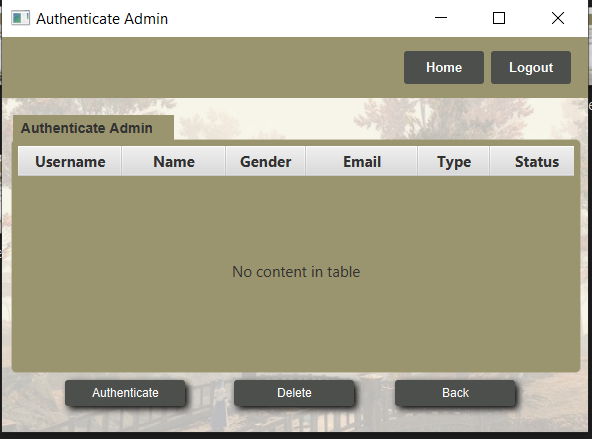 Authenticate Admin
Home Logout
Authenticate Admin
Username Name Gender Email Type Status
No content in table
Authenticate Delete Back